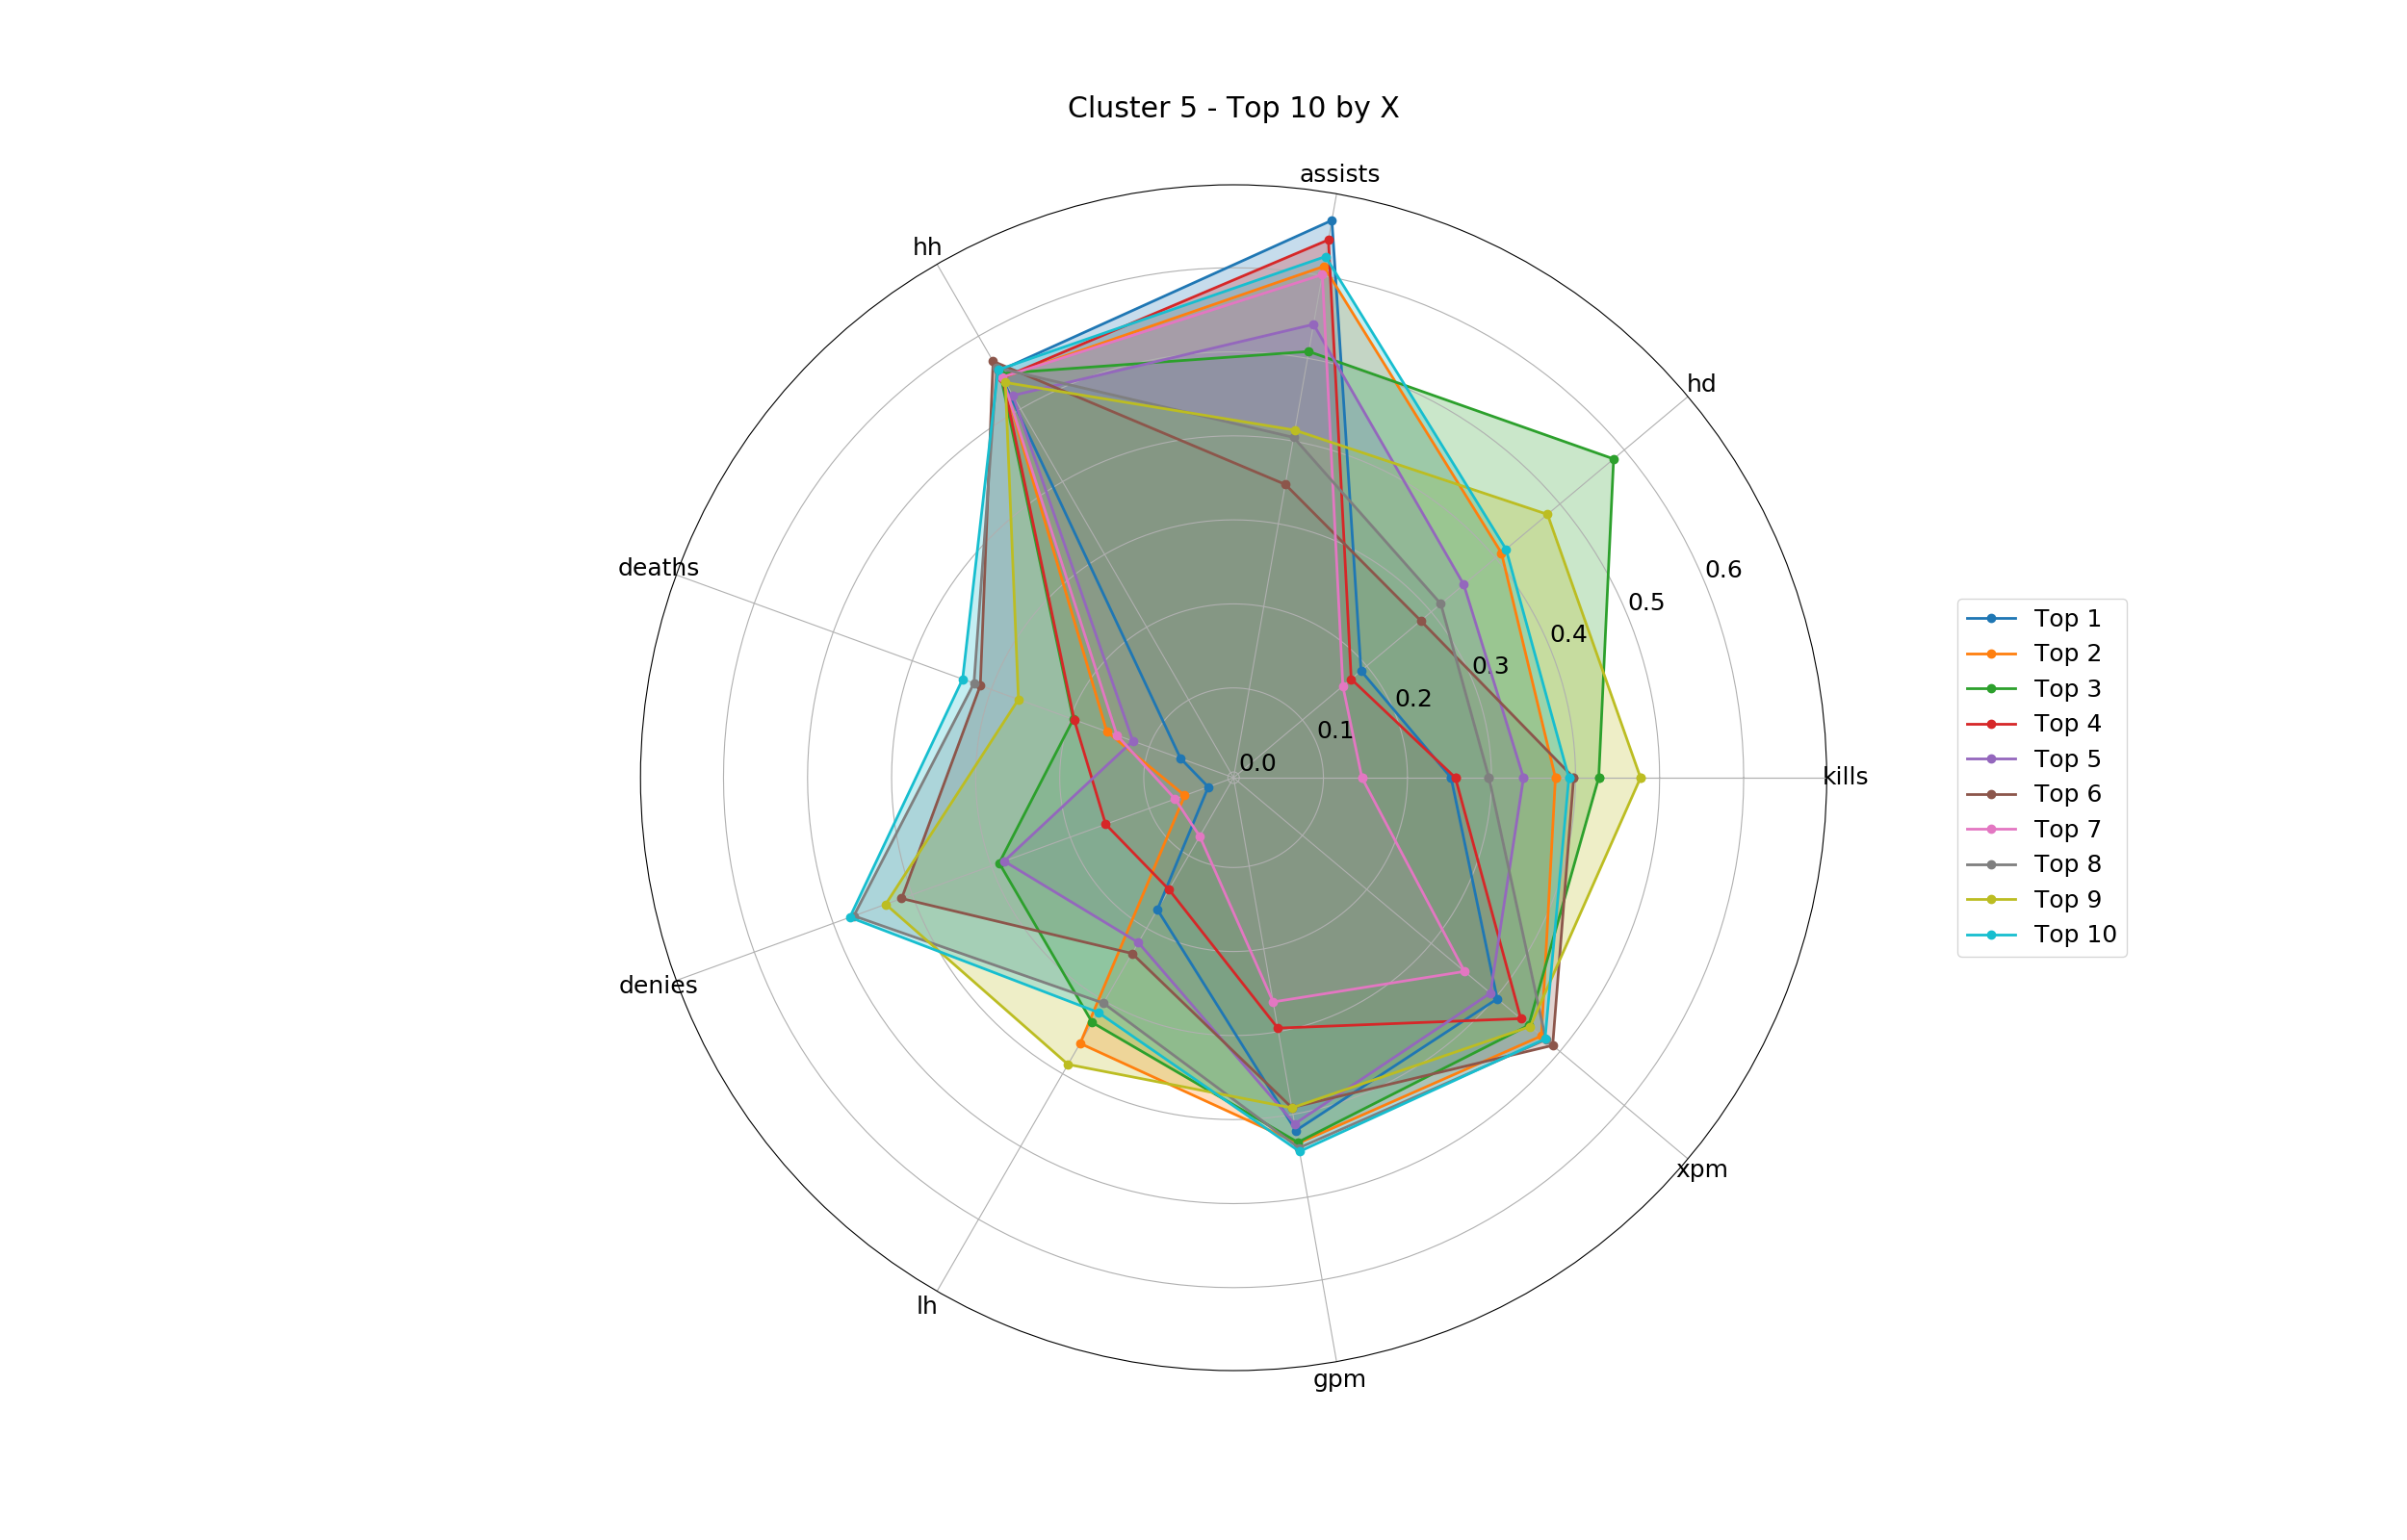 Cluster 5 - Top 10 by X
assists
hh
hd
deaths
0.6
0.5
0.4
0.3
0.2
0.1
0.0
kills
denies
xpm
lh
gpm
Top 1
Top 2
Top 3
Top 4
Top 5
Top 6
Top 7
Top 8
Top 9
Top 10